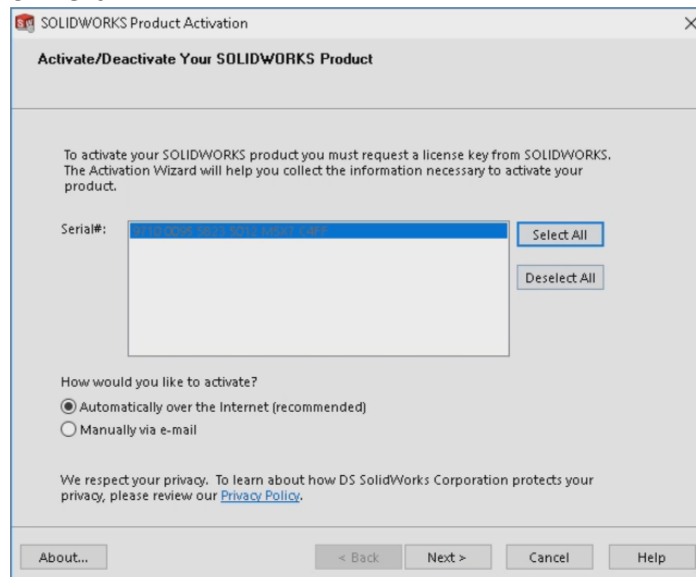 SOLIDWORKS Product Activation
Activate/Deactivate Your SOLIDWORKS Product
To activate your SOLIDWORKS product you must request a license key from SOLIDWORKS.
The Activation Wizard will help you collect the information necessary to activate your
product.
Serial#:
Select All
Deselect All
How would you like to activate?
Automatically over the Internet (recommended)
Manually via e-mail
We respect your privacy. To learn about how DS SolidWorks Corporation protects your
privacy, please review our Privacy Policy.
About... < Back Next > Cancel Help